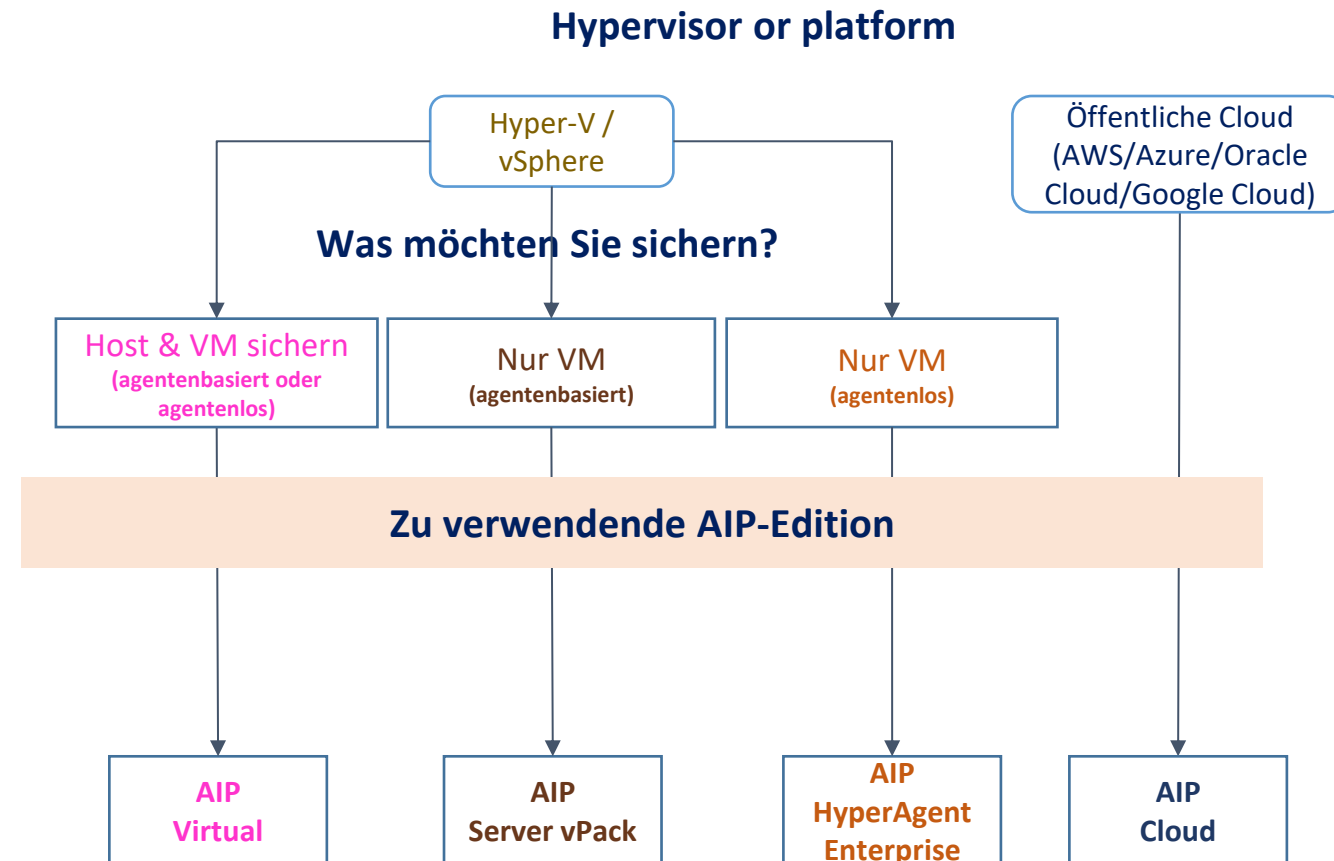 Hypervisor or platform
Hyper-V /
vSphere
Öffentliche Cloud
(AWS/Azure/Oracle
Cloud/Google Cloud)
Was möchten Sie sichern?
Host & VM sichern
(agentenbasiert oder
agentenlos)
Nur VM
(agentenbasiert)
Nur VM
(agentenlos)
Zu verwendende AIP-Edition
AIP
Virtual
AIP
Server vPack
AIP
HyperAgent
Enterprise
AIP
Cloud